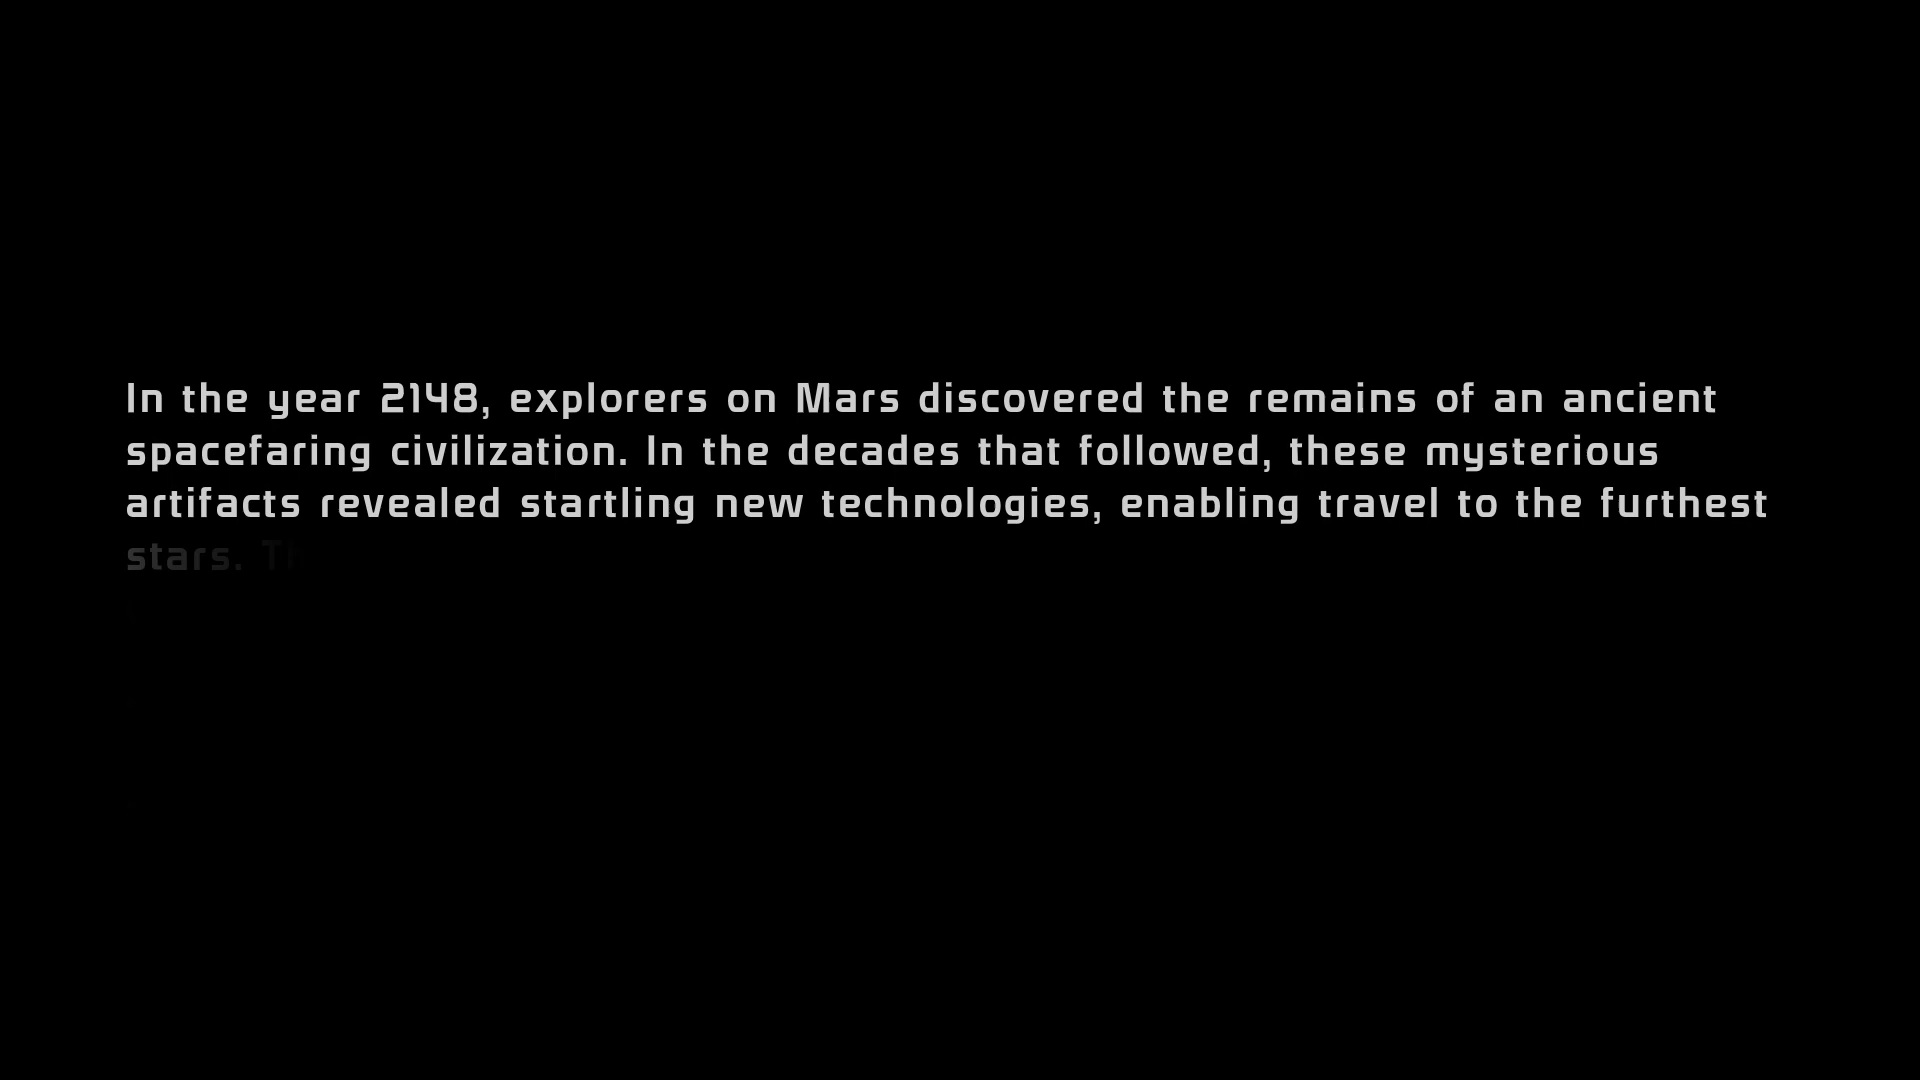 In the year 2148, explorers on Mars discovered the remains of an ancient
spacefaring civilization. In the decades that followed, these mysterious
artifacts revealed startling new technologies, enabling travel to the furthest
stars. Th